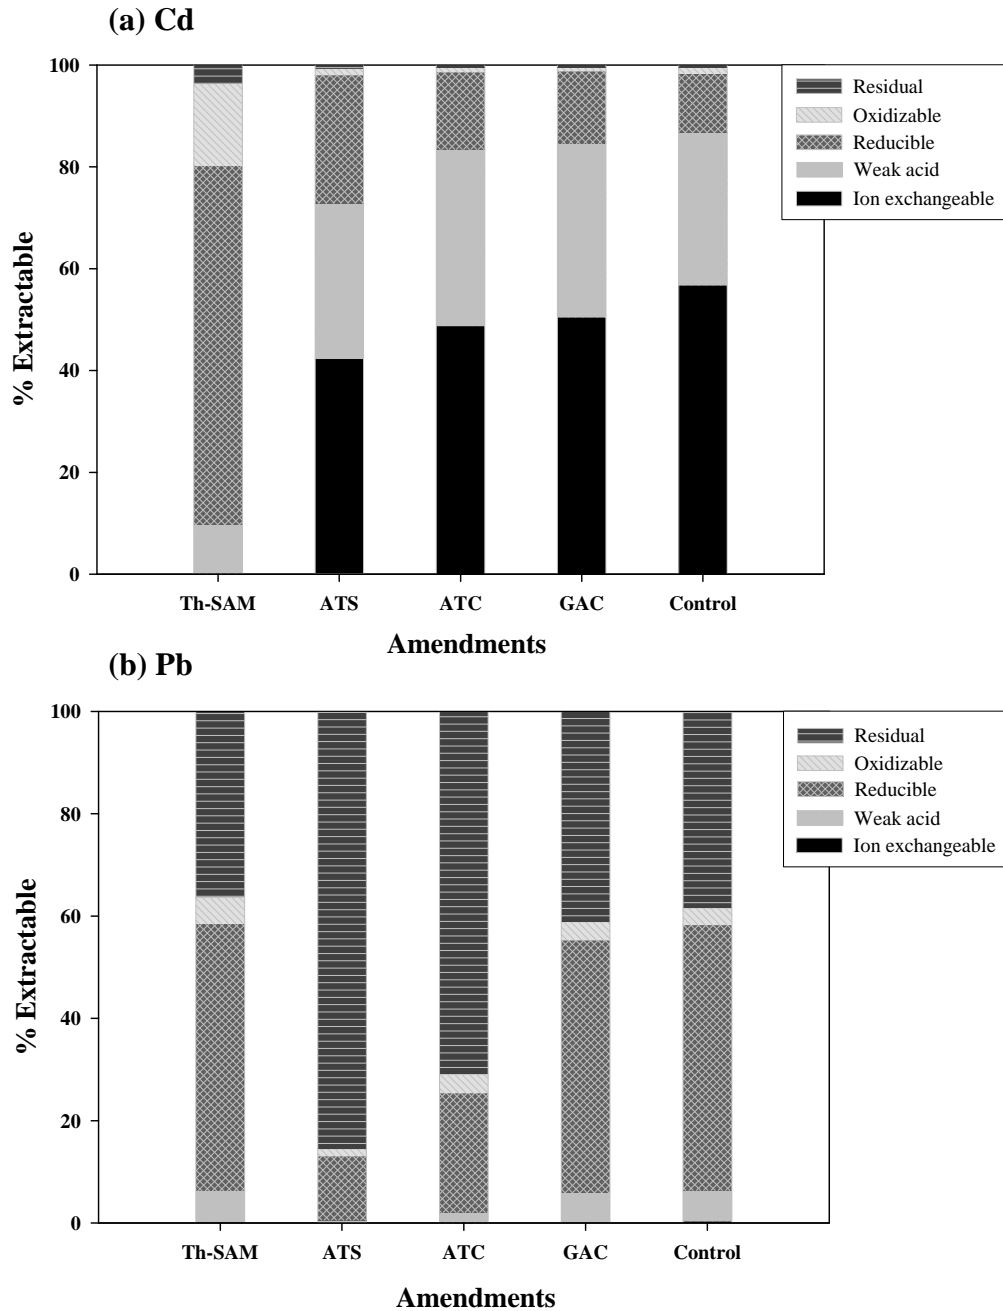 (a) Cd
100
80
60
40
20
0
% Extractable
Residual
Oxidizable
Reducible
Weak acid
Ion exchangeable
Th-SAM ATS ATC GAC Control
Amendments
(b) Pb
100
80
60
40
20
0
% Extractable
Residual
Oxidizable
Reducible
Weak acid
Ion exchangeable
Th-SAM ATS ATC GAC Control
Amendments